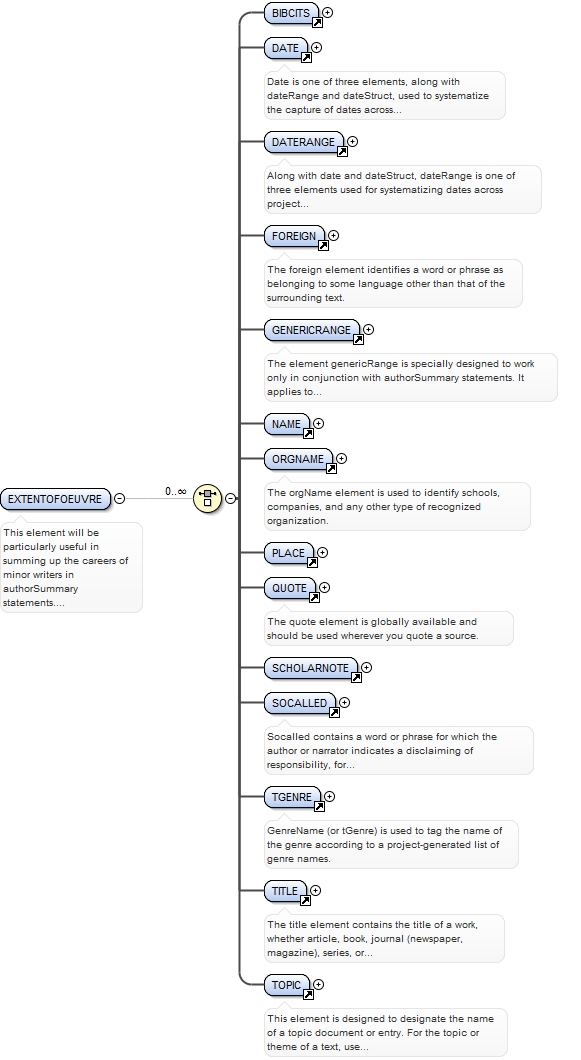 BIBCITS
DATE
Date is one of three elements, along with
dateRange and dateStruct, used to systematize
the capture of dates across...
DATERANGE
Along with date and dateStruct, dateRange is one of
three elements used for systematizing dates across
project...
FOREIGN
The foreign element identifies a word or phrase as
belonging to some language other than that of the
surrounding text.
GENERICRANGE
The element genericRange is specially designed to work
only in conjunction with authorSummary statements. It
applies to...
NAME
ORGNAME
The orgName element is used to identify schools,
companies, and any other type of recognized
organization.
EXTENTOFOEUVRE
0..∞
This element will be
particularly useful in
summing up the careers of
minor writers in
authorSummary
statements....
PLACE
QUOTE
The quote element is globally available and
should be used wherever you quote a source.
SCHOLARNOTE
SOCALLED
Socalled contains a word or phrase for which the
author or narrator indicates a disclaiming of
responsibility, for...
TGENRE
GenreName (or tGenre) is used to tag the name of
the genre according to a project-generated list of
genre names.
TITLE
The title element contains the title of a work,
whether article, book, journal (newspaper,
magazine), series, or...
TOPIC
This element is designed to designate the name
of a topic document or entry. For the topic or
theme of a text, use...